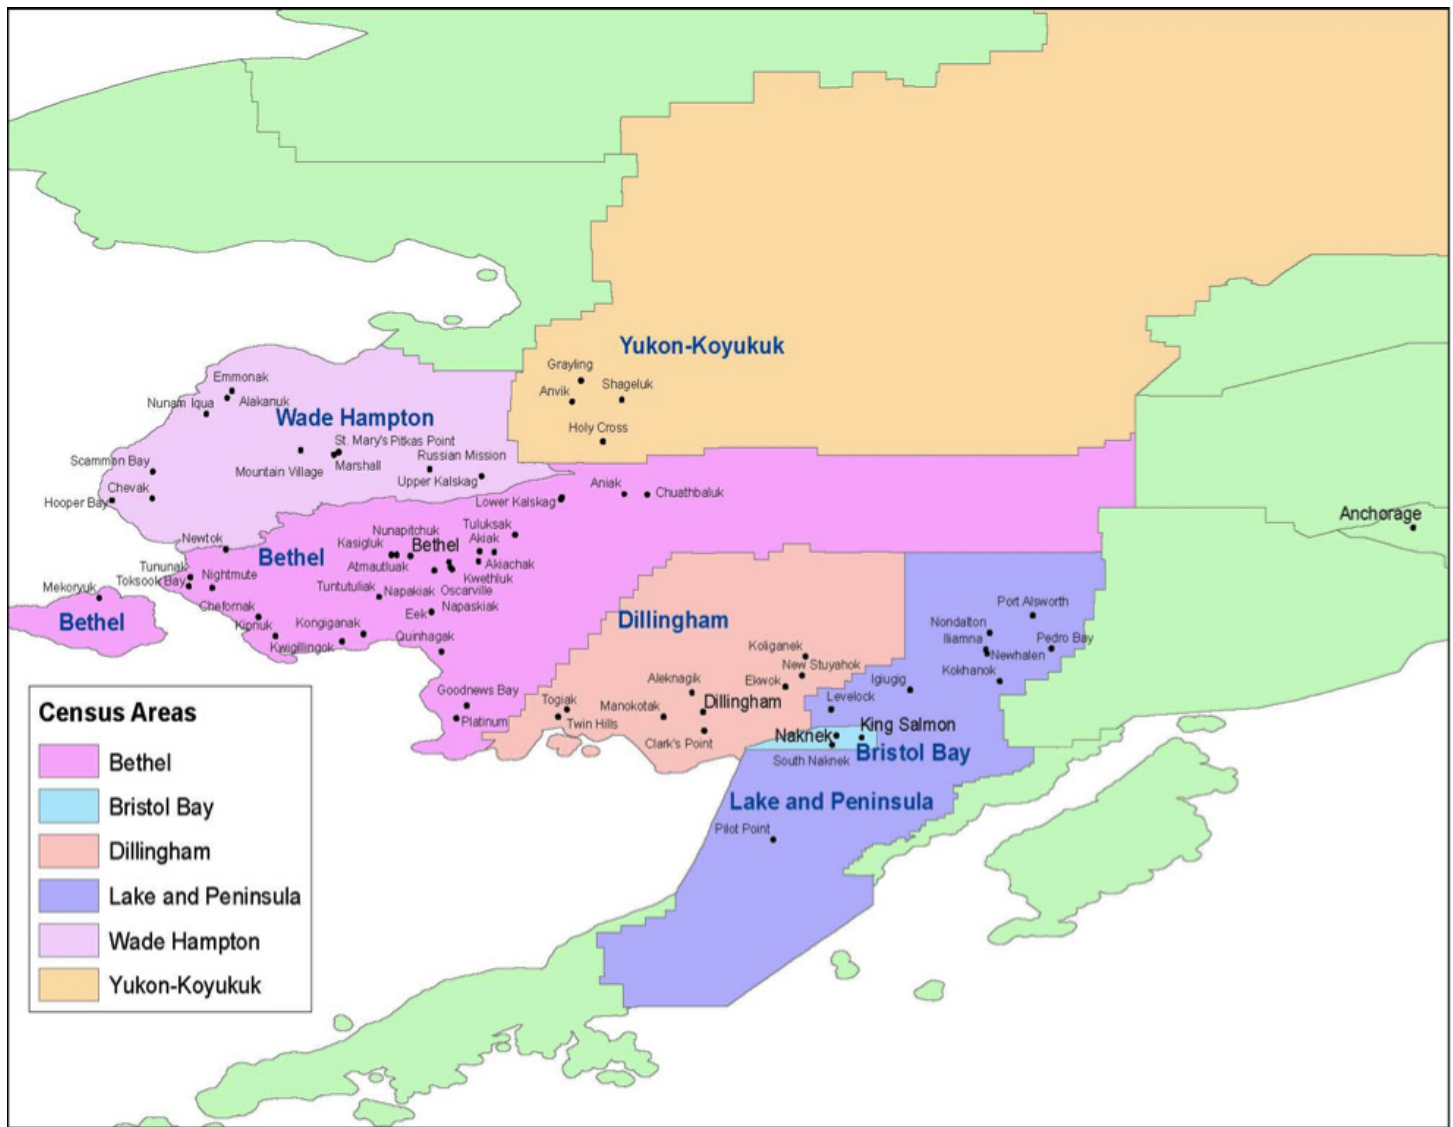 Yukon-Koyukuk
Grayling
Anvik
Shageluk
Holy Cross
Emmonak
Nunam Iqua
Alakanuk
Wade Hampton
St. Mary's Pitkas Point
Mountain Village
Marshall
Russian Mission
Upper Kalskag
Scammon Bay
Chevak
Hooper Bay
Aniak
Chuathbaluk
Lower Kalskag
Anchorage
Newtok
Bethel
Nunapitchuk
Tuluksak
Kasigluk
Bethel
Akiak
Atmautluak
Akiachak
Kwethluk
Tununak
Toksook Bay
Nightmute
Mekoryuk
Bethel
Tuntutuliak
Napakiak
Oscarville
Napaskiak
Eek
Chefornak
Kipnuk
Kongiganak
Kwigillingok
Quinhagak
Goodnews Bay
Platinum
Dillingham
Koliganek
New Stuyahok
Ekwok
Aleknagik
Dillingham
Togiak
Manokotak
Twin Hills
Clark's Point
Port Alsworth
Nondalton
Iliamna
Pedro Bay
Newhalen
Kokhanok
Igiugig
Levelock
King Salmon
Naknek
South Naknek
Bristol Bay
Lake and Peninsula
Pilot Point
Census Areas
Bethel
Bristol Bay
Dillingham
Lake and Peninsula
Wade Hampton
Yukon-Koyukuk